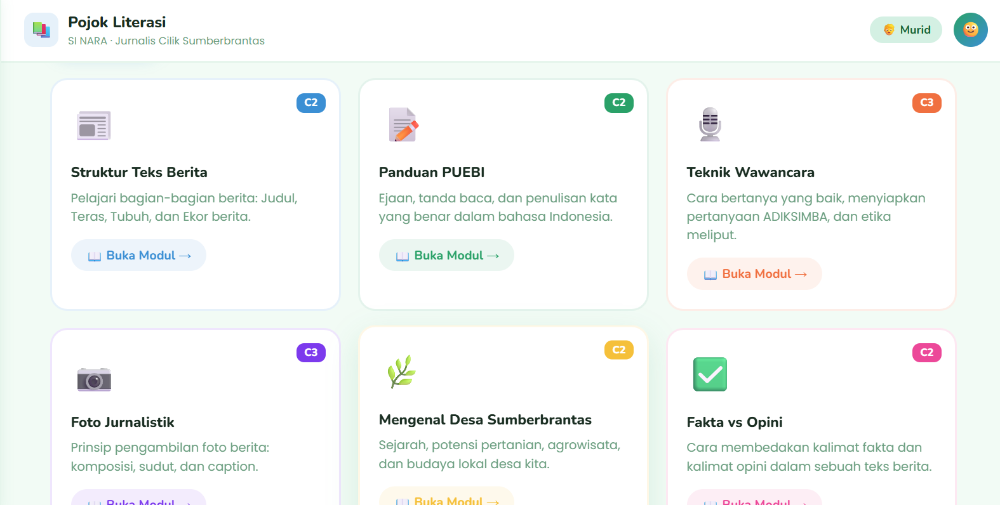 Pojok Literasi
SI NARA · Jurnalis Cilik Sumberbrantas
Murid
C2
Struktur Teks Berita
Pelajari bagian-bagian berita: Judul,
Teras, Tubuh, dan Ekor berita.
Buka Modul →
C2
Panduan PUEBI
Ejaan, tanda baca, dan penulisan kata
yang benar dalam bahasa Indonesia.
Buka Modul →
C3
Teknik Wawancara
Cara bertanya yang baik, menyiapkan
pertanyaan ADIKSIMBA, dan etika
meliput.
Buka Modul →
C3
Foto Jurnalistik
Prinsip pengambilan foto berita:
komposisi, sudut, dan caption.
Buka Modul →
C2
Mengenal Desa Sumberbrantas
Sejarah, potensi pertanian, agrowisata,
dan budaya lokal desa kita.
Buka Modul →
C2
Fakta vs Opini
Cara membedakan kalimat fakta dan
kalimat opini dalam sebuah teks berita.
Buka Modul →